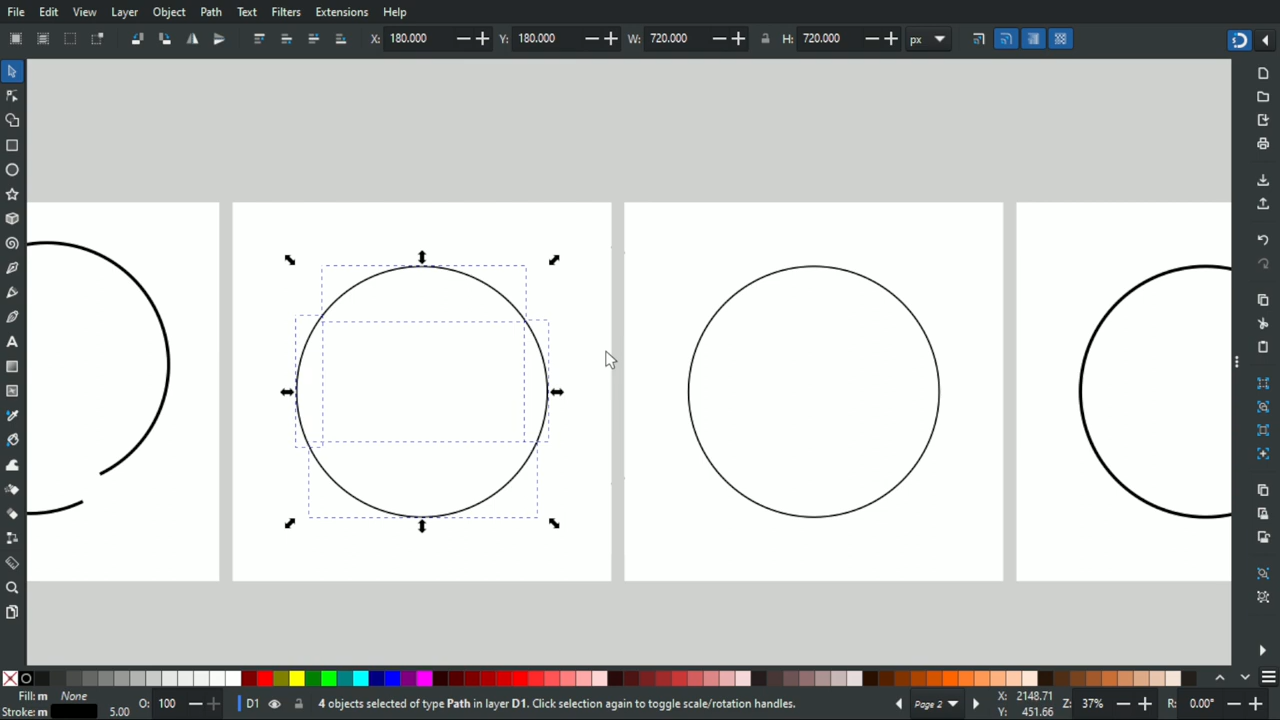 File Edit View Layer Object Path Text Filters Extensions Help
X: 180.000 Y: 180.000 W: 720.000 H: 720.000 px
Fill: m None O: 100 D1 4 objects selected of type Path in layer D1. Click selection again to toggle scale/rotation handles. Page 2 X: 2148.71 Z: 37% R: 0.00°
Stroke: m 5.00 Y: 451.66